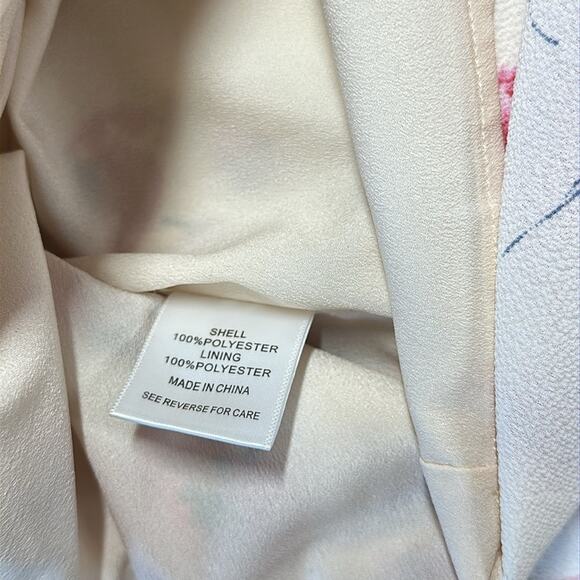 SHELL
100%POLYESTER
LINING
100%POLYESTER
MADE IN CHINA
SEE REVERSE FOR CARE